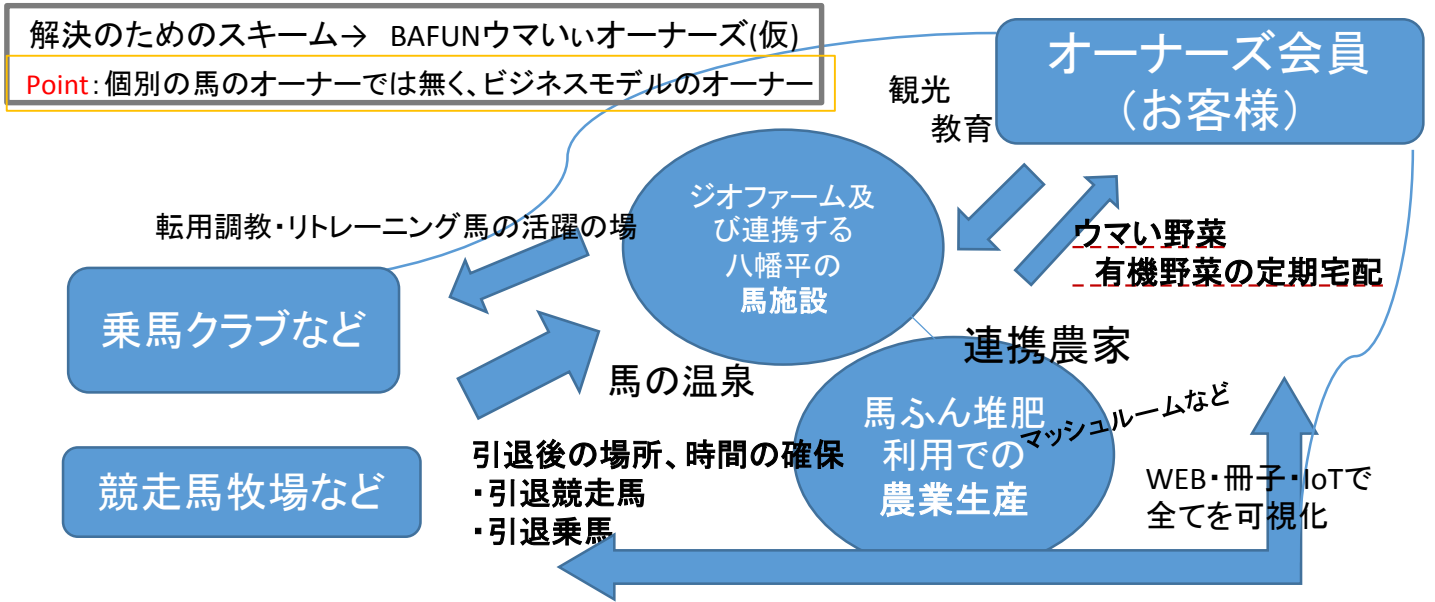 解決のためのスキーム→ BAFUNウマいぃオーナーズ(仮)
Point：個別の馬のオーナーでは無く、ビジネスモデルのオーナー
オーナーズ会員
（お客様）
観光
教育
ジオファーム及
び連携する
八幡平の
馬施設
転用調教・リトレーニング馬の活躍の場
ウマい野菜
有機野菜の定期宅配
乗馬クラブなど
連携農家
馬の温泉
馬ふん堆肥
利用での
農業生産
マッシュルームなど
引退後の場所、時間の確保
・引退競走馬
・引退乗馬
競走馬牧場など
WEB・冊子・IoTで
全てを可視化